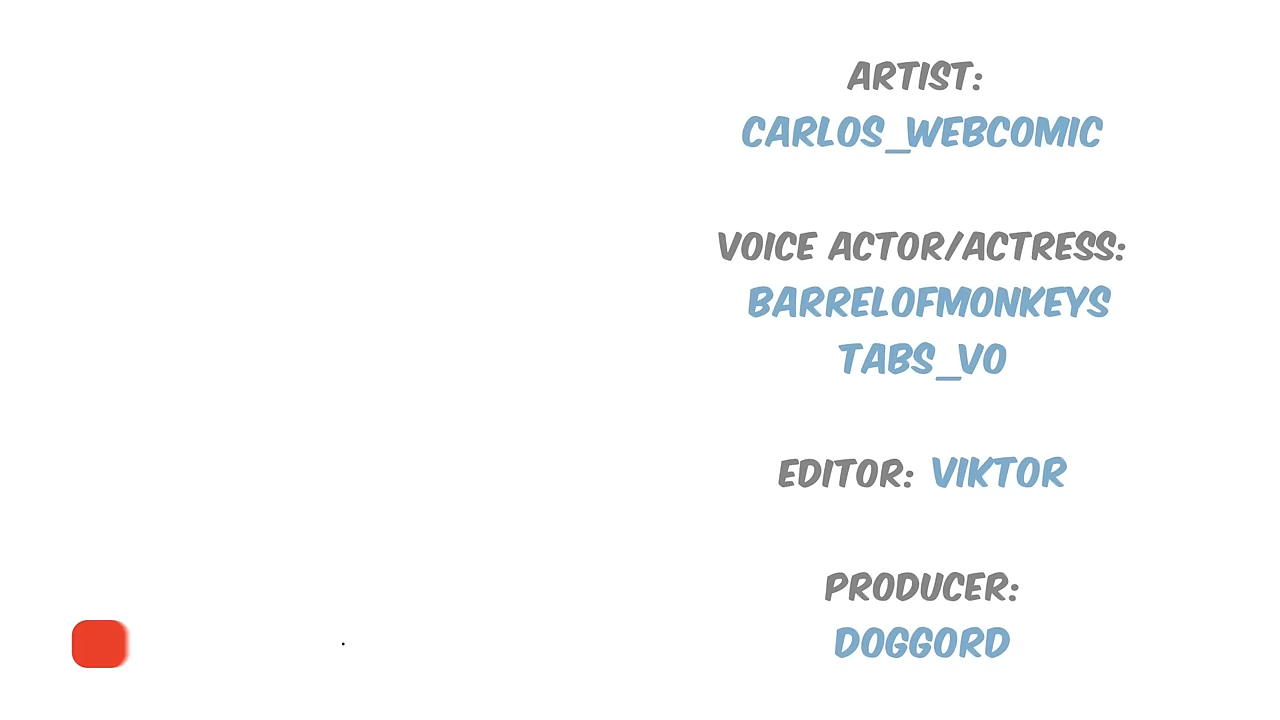 ARTIST:
CARLOS_WEBCOMIC
VOICE ACTOR/ACTRESS:
BARRELOFMONKEYS
TABS_VO
EDITOR: VIKTOR
PRODUCER:
DOGGORD